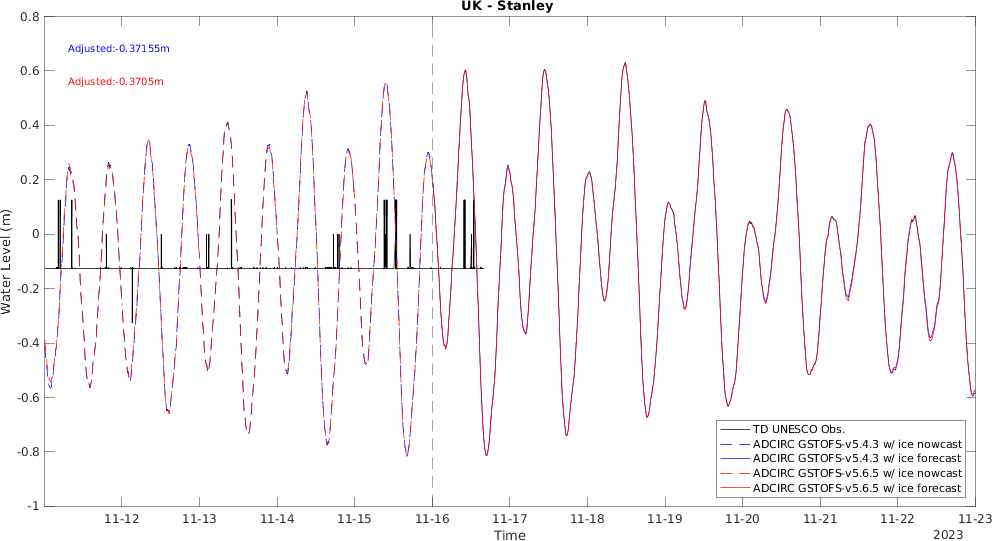 UK - Stanley
Adjusted:-0.37155m
Adjusted:-0.3705m
Water Level (m)
0.8
0.6
0.4
0.2
0
-0.2
-0.4
-0.6
-0.8
-1
TD UNESCO Obs.
ADCIRC GSTOFS-v5.4.3 w/ ice nowcast
ADCIRC GSTOFS-v5.4.3 w/ ice forecast
ADCIRC GSTOFS-v5.6.5 w/ ice nowcast
ADCIRC GSTOFS-v5.6.5 w/ ice forecast
11-12 11-13 11-14 11-15 11-16 11-17 11-18 11-19 11-20 11-21 11-22 11-23
Time
2023